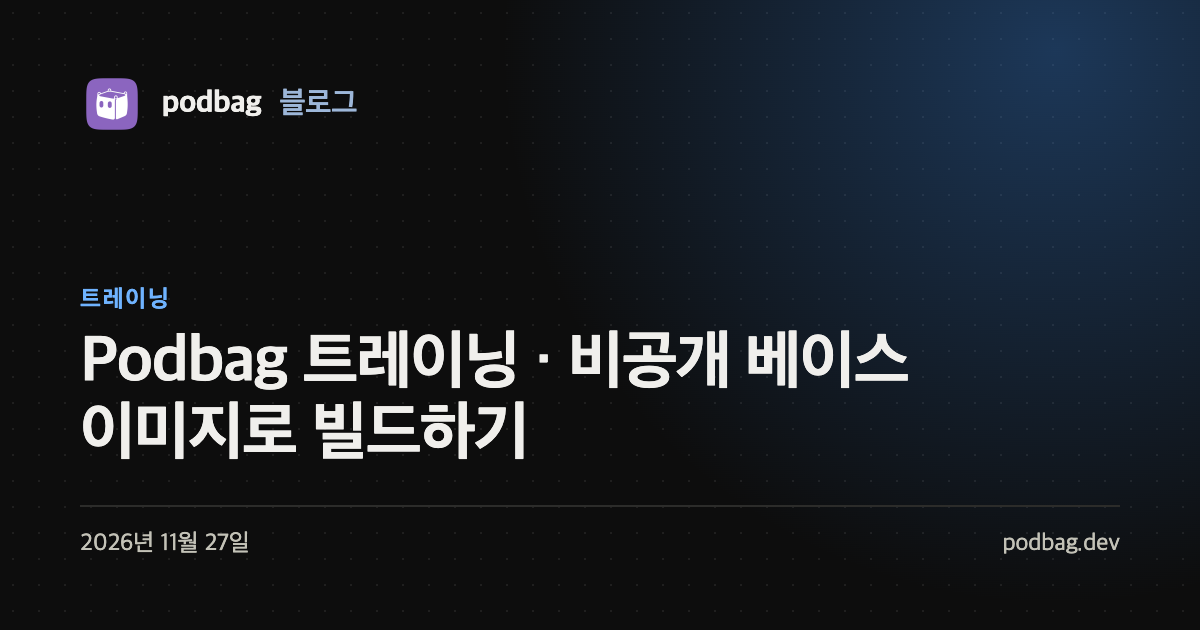 podbag 블로그
트레이닝
Podbag 트레이닝 · 비공개 베이스
이미지로 빌드하기
2026년 11월 27일
podbag.dev